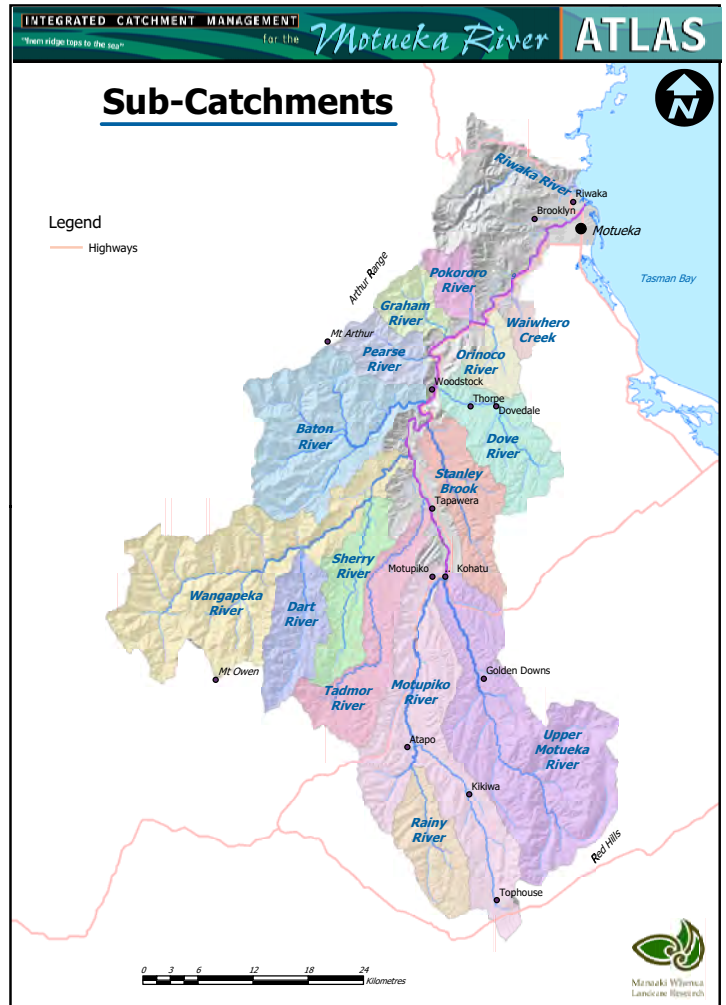 INTEGRATED CATCHMENT MANAGEMENT
"from ridge tops to the sea"
for the
Motueka River
ATLAS
Sub-Catchments
N
Legend
Highways
Riwaka River
Riwaka
Brooklyn
Motueka
Tasman Bay
Arthur Range
Pokororo
River
Graham
River
Waiwhero
Creek
Mt Arthur
Pearse
River
Orinoco
River
Woodstock
Thorpe
Dovedale
Baton
River
Dove
River
Stanley
Brook
Tapawera
Sherry
River
Motupiko
Kohatu
Wangapeka
River
Dart
River
Mt Owen
Tadmor
River
Motupiko
River
Golden Downs
Upper
Motueka
River
Atapo
Kikiwa
Rainy
River
Red Hills
Tophouse
0 3 6 12 18 24
Kilometres
Manaaki Whenua
Landcare Research